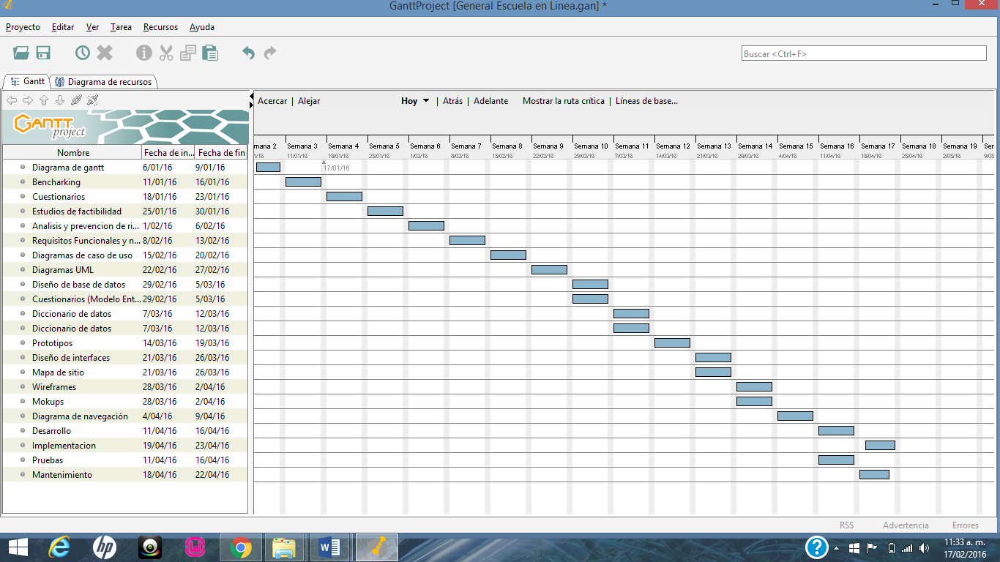 GanttProject [General Escuela en Linea.gan] *
Proyecto Editar Ver Tarea Recursos Ayuda
Buscar <Ctrl+F>
Gantt Diagrama de recursos
Acercar | Alejar Hoy | Atrás | Adelante Mostrar la ruta crítica | Líneas de base...
GANTT
project
mana 2 Semana 3 Semana 4 Semana 5 Semana 6 Semana 7 Semana 8 Semana 9 Semana 10 Semana 11 Semana 12 Semana 13 Semana 14 Semana 15 Semana 16 Semana 17 Semana 18 Semana 19 Ser
1/16 11/01/16 18/01/16 25/01/16 1/02/16 8/02/16 15/02/16 22/02/16 29/02/16 7/03/16 14/03/16 21/03/16 28/03/16 4/04/16 11/04/16 18/04/16 25/04/16 2/05/16 9/05
Nombre Fecha de in... Fecha de fin
Diagrama de gantt 6/01/16 9/01/16 17/01/16
Bencharking 11/01/16 16/01/16
Cuestionarios 18/01/16 23/01/16
Estudios de factibilidad 25/01/16 30/01/16
Analisis y prevencion de ri... 1/02/16 6/02/16
Requisitos Funcionales y n... 8/02/16 13/02/16
Diagramas de caso de uso 15/02/16 20/02/16
Diagramas UML 22/02/16 27/02/16
Diseño de base de datos 29/02/16 5/03/16
Cuestionarios (Modelo Ent... 29/02/16 5/03/16
Diccionario de datos 7/03/16 12/03/16
Diccionario de datos 7/03/16 12/03/16
Prototipos 14/03/16 19/03/16
Diseño de interfaces 21/03/16 26/03/16
Mapa de sitio 21/03/16 26/03/16
Wireframes 28/03/16 2/04/16
Mokups 28/03/16 2/04/16
Diagrama de navegación 4/04/16 9/04/16
Desarrollo 11/04/16 16/04/16
Implementacion 19/04/16 23/04/16
Pruebas 11/04/16 16/04/16
Mantenimiento 18/04/16 22/04/16
RSS Advertencia Errores
11:33 a. m.
17/02/2016